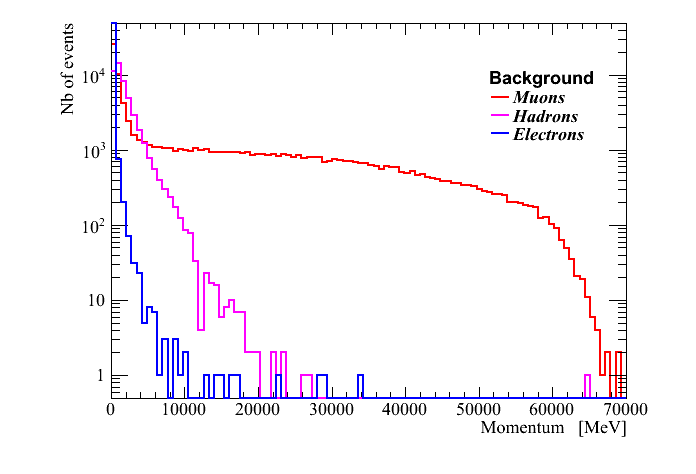 Nb of events
10^4
10^3
10^2
10
1
Background
Muons
Hadrons
Electrons
0 10000 20000 30000 40000 50000 60000 70000
Momentum [MeV]